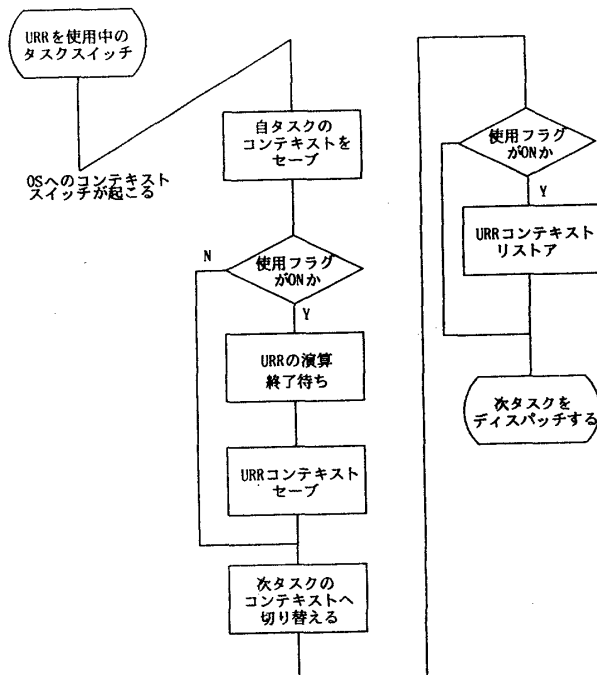 URRを使用中の
タスクスイッチ
OSへのコンテキスト
スイッチが起こる
自タスクの
コンテキストを
セーブ
使用フラグ
がONか
N
Y
URRの演算
終了待ち
URRコンテキスト
セーブ
次タスクの
コンテキストへ
切り替える
使用フラグ
がONか
Y
URRコンテキスト
リストア
次タスクを
ディスパッチする